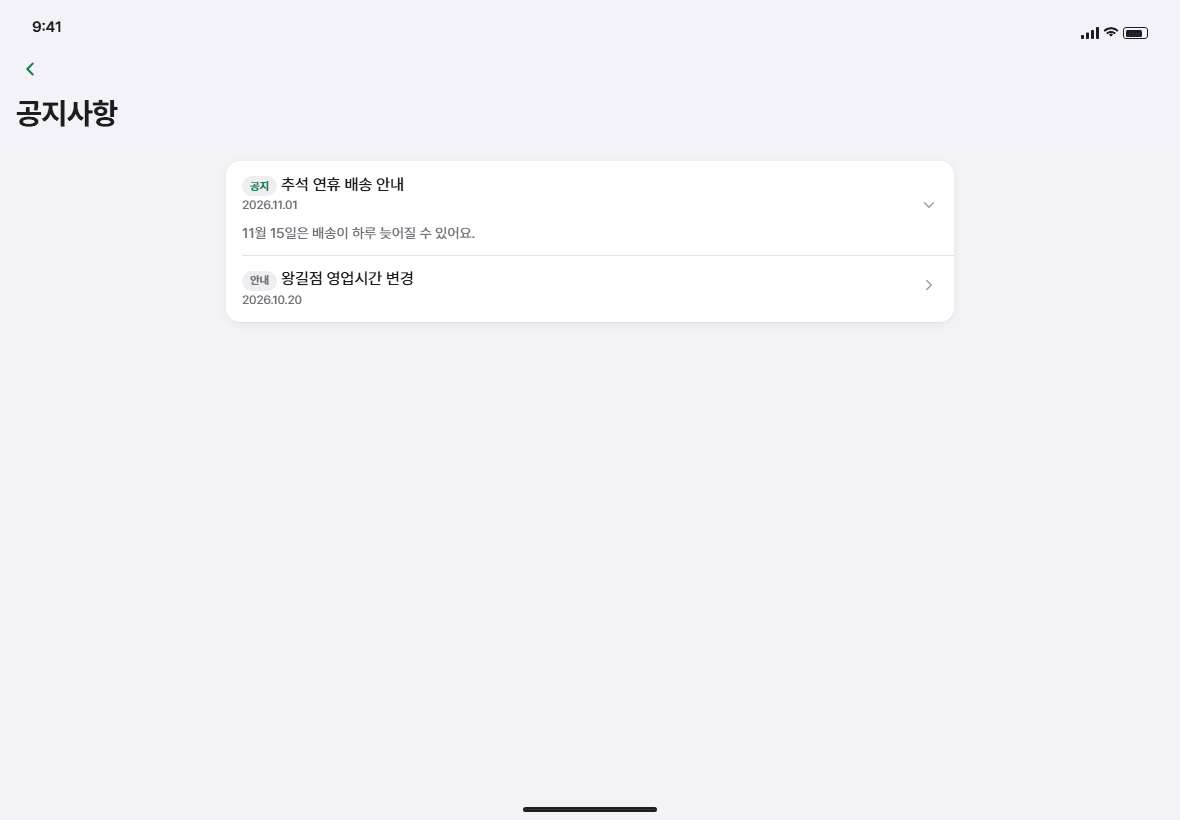 9:41
공지사항
공지 추석 연휴 배송 안내
2026.11.01
11월 15일은 배송이 하루 늦어질 수 있어요.
안내 왕길점 영업시간 변경
2026.10.20